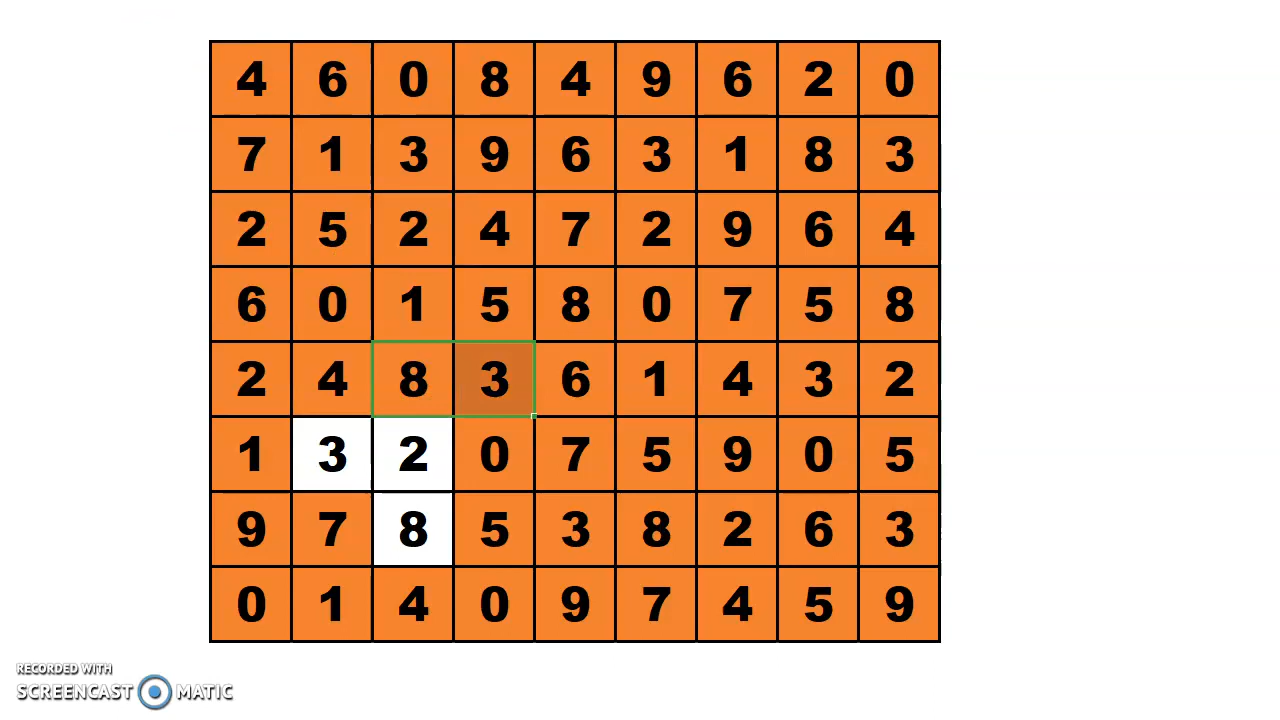 4 6 0 8 4 9 6 2 0
7 1 3 9 6 3 1 8 3
2 5 2 4 7 2 9 6 4
6 0 1 5 8 0 7 5 8
2 4 8 3 6 1 4 3 2
1 3 2 0 7 5 9 0 5
9 7 8 5 3 8 2 6 3
0 1 4 0 9 7 4 5 9
RECORDED WITH
SCREENCAST MATIC